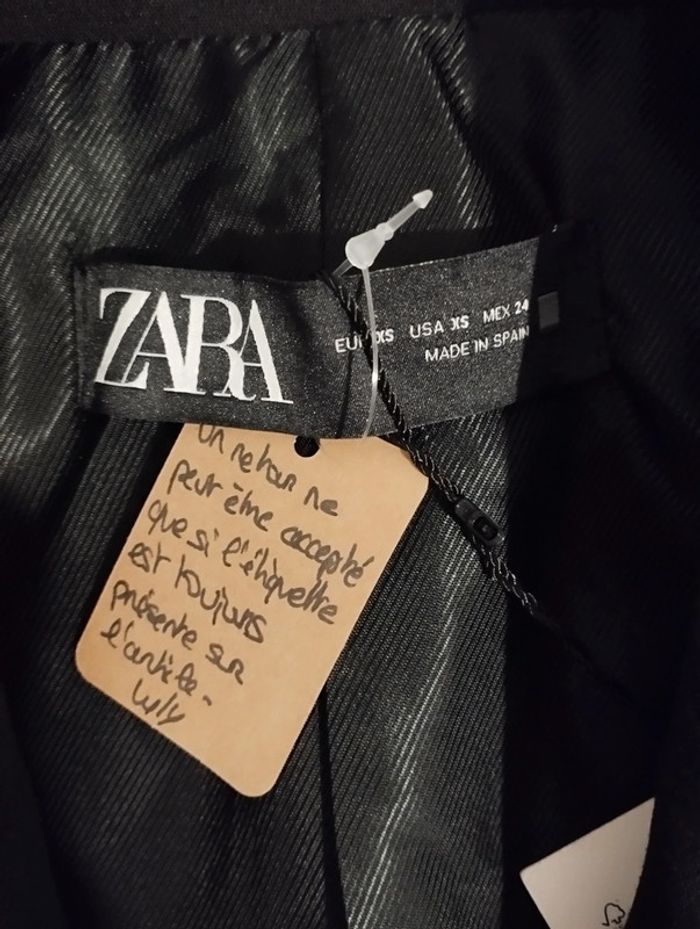 ZARA
EUR XS USA XS MEX 24
MADE IN SPAIN
Un retour ne
peut être accepté
que si l'étiquette
est toujours
présente sur
l'article -